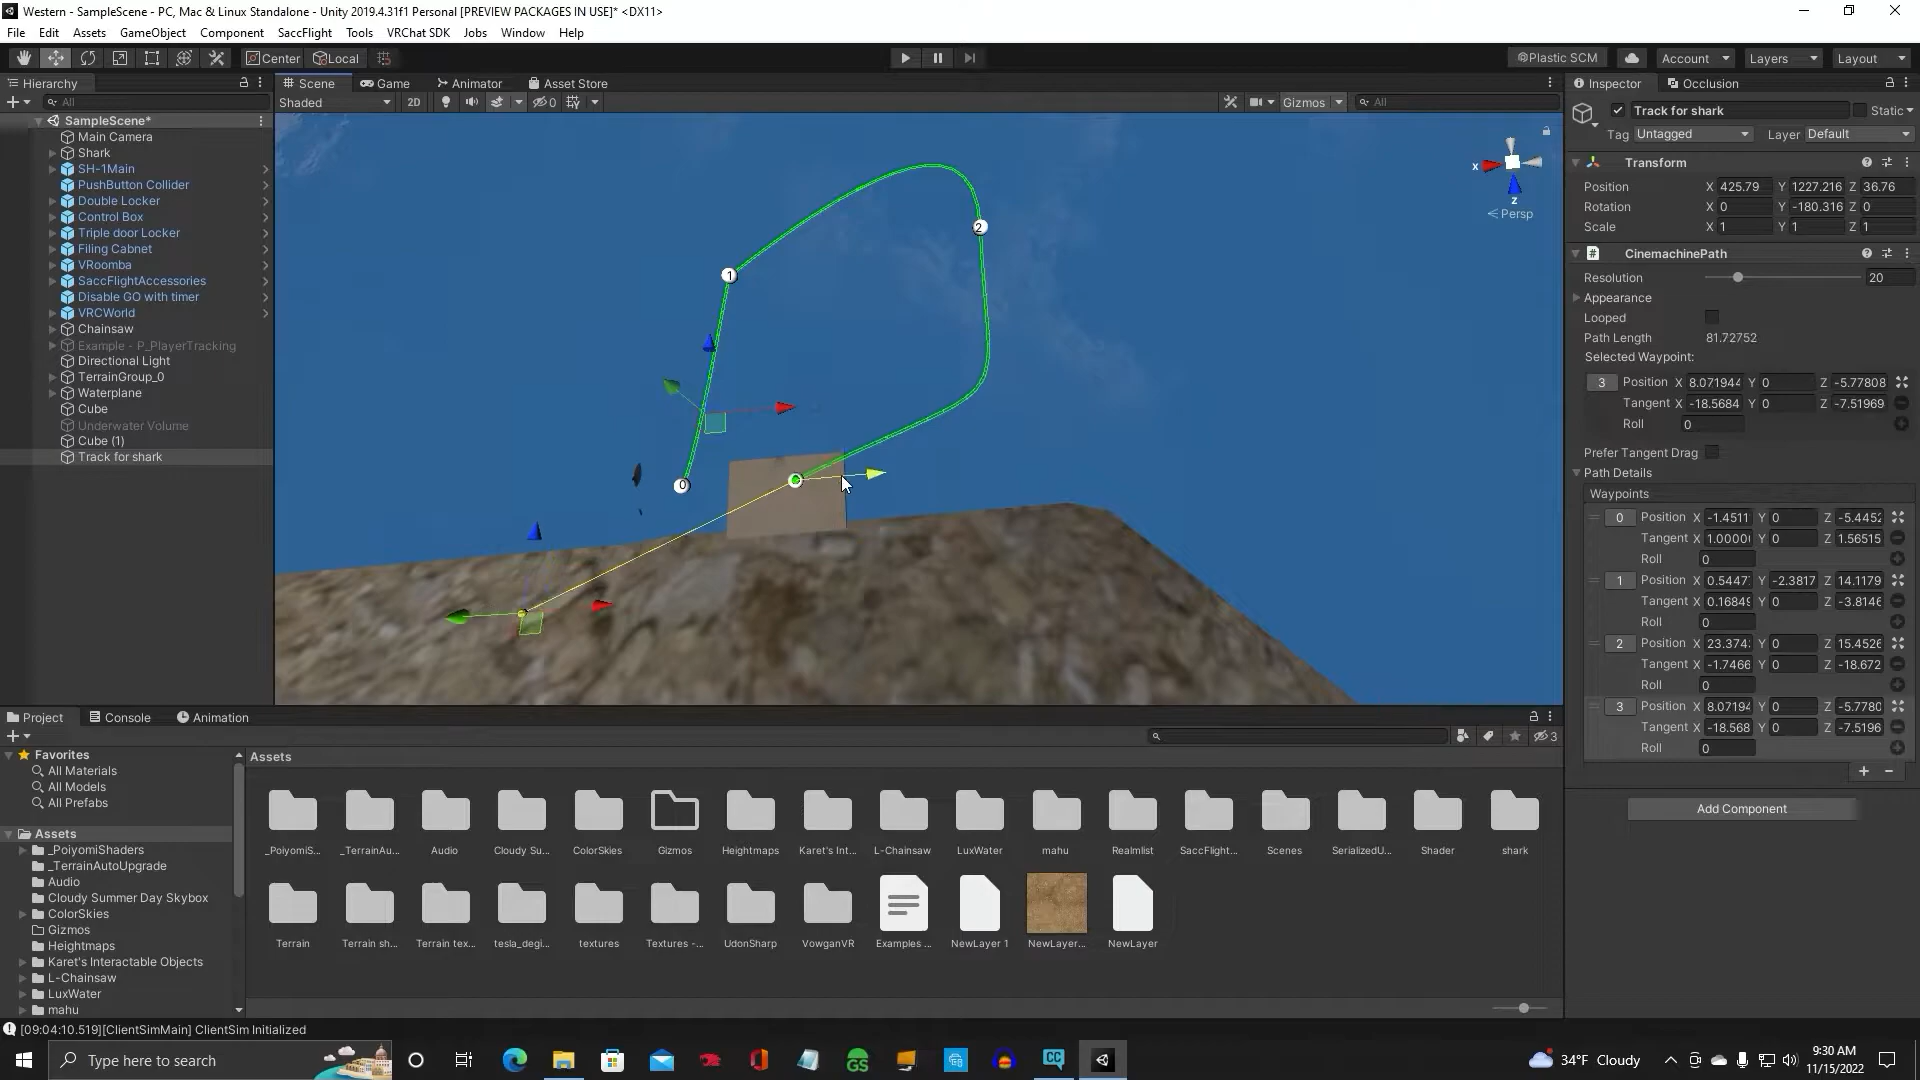 Western - SampleScene - PC, Mac & Linux Standalone - Unity 2019.4.31f1 Personal [PREVIEW PACKAGES IN USE]* <DX11>
File Edit Assets GameObject Component SaccFlight Tools VRChat SDK Jobs Window Help
Center Local Plastic SCM Account Layers Layout
Hierarchy Scene Game Animator Asset Store Inspector Occlusion
All Shaded 2D 0 Gizmos All
Track for shark Static
Tag Untagged Layer Default
SampleScene*
Main Camera
Shark
SH-1Main
PushButton Collider
Double Locker
Control Box
Triple door Locker
Filing Cabnet
VRoomba
SaccFlightAccessories
Disable GO with timer
VRCWorld
Chainsaw
Example - P_PlayerTracking
Directional Light
TerrainGroup_0
Waterplane
Cube
Underwater Volume
Cube (1)
Track for shark
1
2
0
x
z
Persp
Transform
Position X 425.79 Y 1227.216 Z 36.76
Rotation X 0 Y -180.316 Z 0
Scale X 1 Y 1 Z 1
CinemachinePath
Resolution 20
Appearance
Looped
Path Length 81.72752
Selected Waypoint:
3 Position X 8.071944 Y 0 Z -5.77808
Tangent X -18.5684 Y 0 Z -7.51969
Roll 0
Prefer Tangent Drag
Path Details
Waypoints
0 Position X -1.4511 Y 0 Z -5.4452
Tangent X 1.0000 Y 0 Z 1.56515
Roll 0
1 Position X 0.5447 Y -2.3817 Z 14.1179
Tangent X 0.1684 Y 0 Z -3.8146
Roll 0
2 Position X 23.374 Y 0 Z 15.4526
Tangent X -1.7466 Y 0 Z -18.672
Roll 0
3 Position X 8.0719 Y 0 Z -5.7780
Tangent X -18.568 Y 0 Z -7.5196
Roll 0
+ -
Add Component
Project Console Animation
3
Favorites
All Materials
All Models
All Prefabs
Assets
_PoiyomiShaders
_TerrainAutoUpgrade
Audio
Cloudy Summer Day Skybox
ColorSkies
Gizmos
Heightmaps
Karet's Interactable Objects
L-Chainsaw
LuxWater
mahu
Assets
_PoiyomiS... _TerrainAu... Audio Cloudy Su... ColorSkies Gizmos Heightmaps Karet's Int... L-Chainsaw LuxWater mahu Realmlist SaccFlight... Scenes SerializedU... Shader shark
Terrain Terrain sh... Terrain tex... tesla_degi... textures Textures -... UdonSharp VowganVR Examples ... NewLayer 1 NewLayer... NewLayer
[09:04:10.519][ClientSimMain] ClientSim Initialized
Type here to search
GS
CC
34°F Cloudy
9:30 AM
11/15/2022